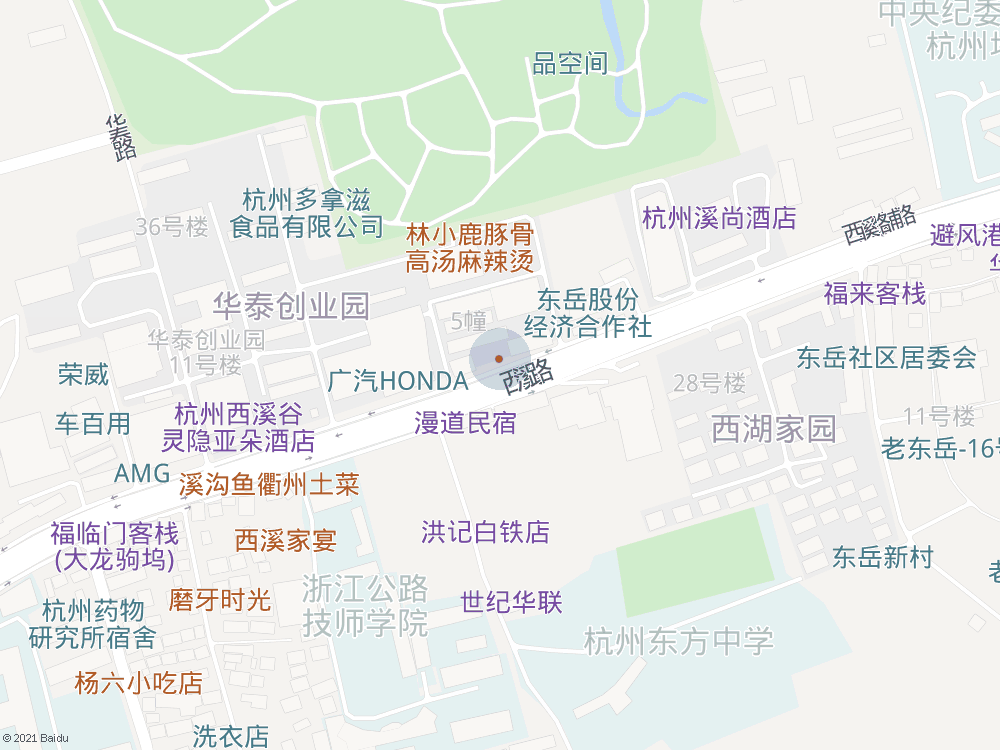 © 2021 Baidu
中央纪委
杭州培
品空间
华泰路
杭州多拿滋
食品有限公司
36号楼
林小鹿豚骨
高汤麻辣烫
杭州溪尚酒店
西溪路辅路
避风港
华
福来客栈
华泰创业园
东岳股份
经济合作社
5幢
华泰创业园
11号楼
荣威
广汽HONDA
西溪路
东岳社区居委会
28号楼
车百用
杭州西溪谷
灵隐亚朵酒店
漫道民宿
西湖家园
11号楼
老东岳-16号
AMG
溪沟鱼衢州土菜
福临门客栈
(大龙驹坞)
西溪家宴
洪记白铁店
东岳新村
老
杭州药物
研究所宿舍
磨牙时光
浙江公路
技师学院
世纪华联
杭州东方中学
杨六小吃店
洗衣店
© 2021 Baidu